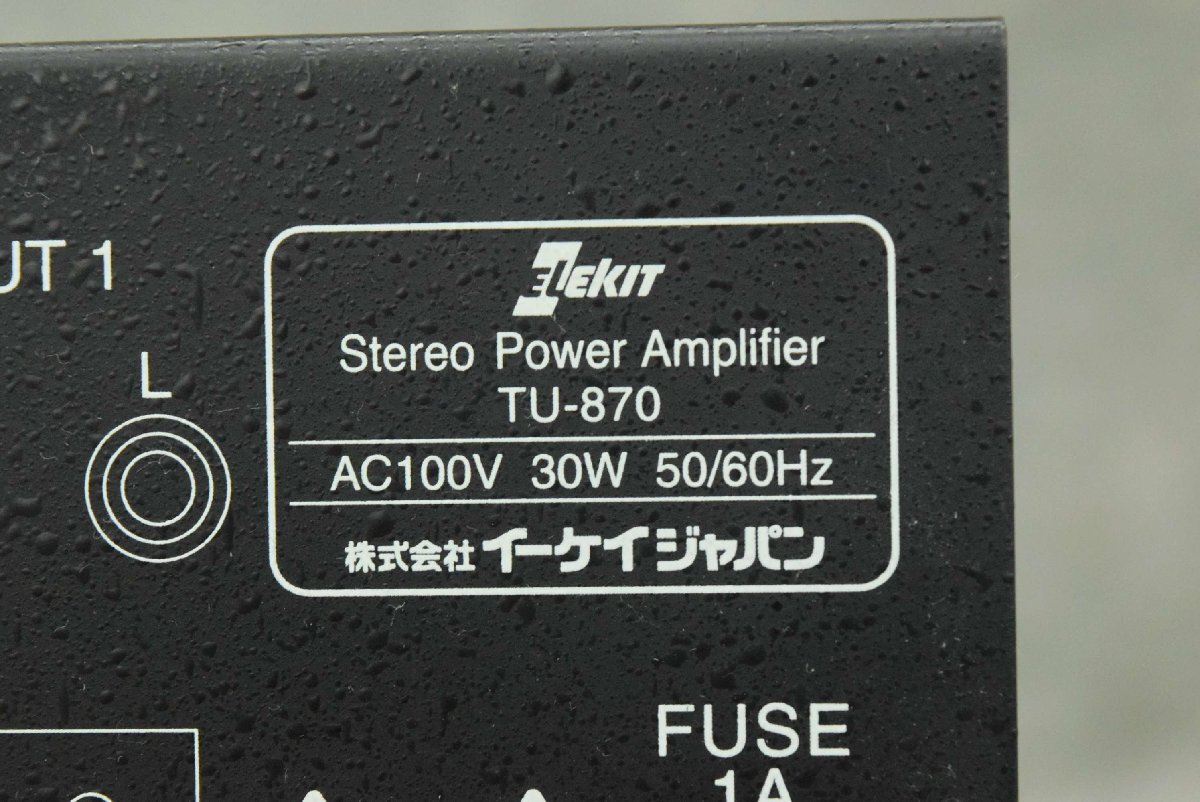 UT 1
L
ELEKIT
Stereo Power Amplifier
TU-870
AC100V 30W 50/60Hz
株式会社 イーケイジャパン
FUSE
1A